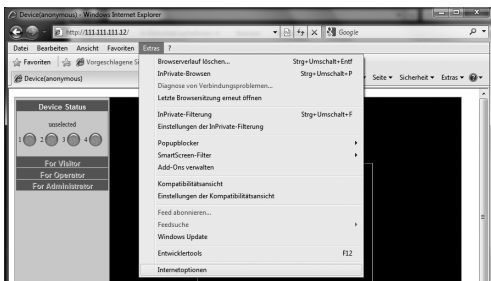 Device(anonymous) - Windows Internet Explorer
http://111.111.111.12/
Google
Datei Bearbeiten Ansicht Favoriten Extras ?
Favoriten Vorgeschlagene Si
Device(anonymous)
Seite Sicherheit Extras
Browserverlauf löschen... Strg+Umschalt+Entf
InPrivate-Browsen Strg+Umschalt+P
Diagnose von Verbindungsproblemen...
Letzte Browsersitzung erneut öffnen
InPrivate-Filterung Strg+Umschalt+F
Einstellungen der InPrivate-Filterung
Popupblocker
SmartScreen-Filter
Add-Ons verwalten
Kompatibilitätsansicht
Einstellungen der Kompatibilitätsansicht
Feed abonnieren...
Feedsuche
Windows Update
Entwicklertools F12
Internetoptionen
Device Status
unselected
1 2 3 4
For Visitor
For Operator
For Administrator